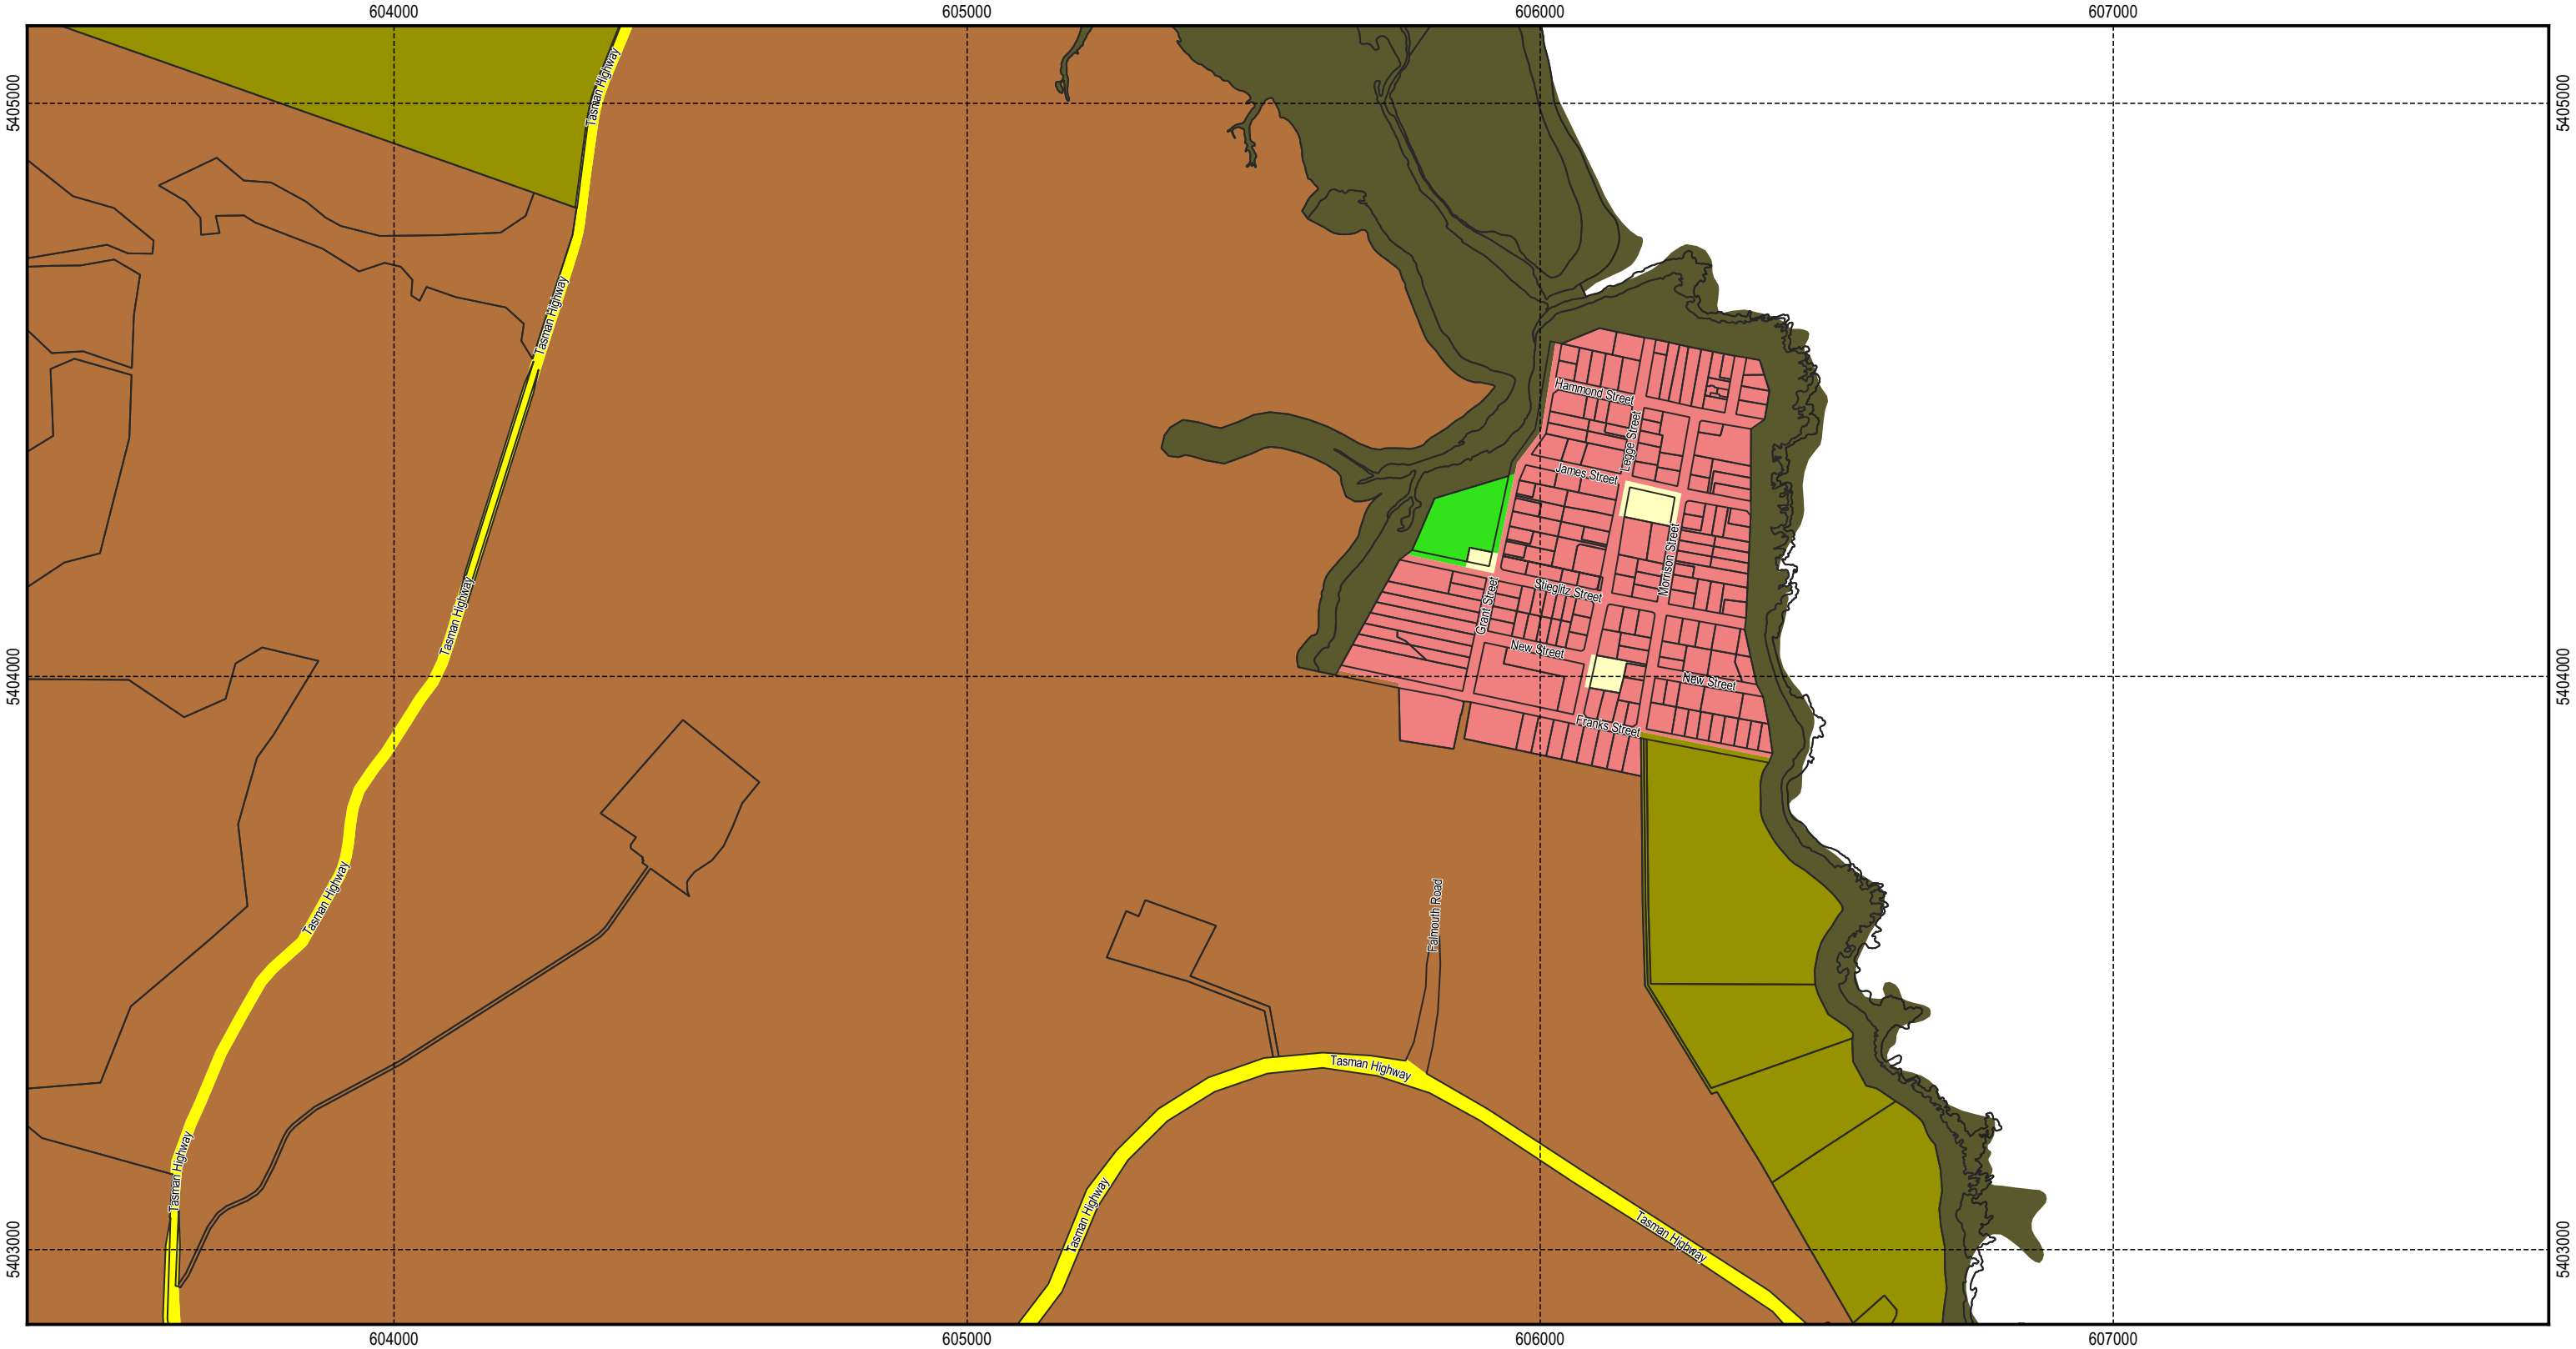 604000
605000
606000
607000
5405000
5405000
Tasman Highway
Tasman Highway
Hammond Street
Legge Street
James Street
Morrison Street
Stieglitz Street
Grant Street
Tasman Highway
New Street
New Street
5404000
5404000
Franks Street
Tasman Highway
Falmouth Road
Tasman Highway
Tasman Highway
Tasman Highway
Tasman Highway
5403000
5403000
604000
605000
606000
607000